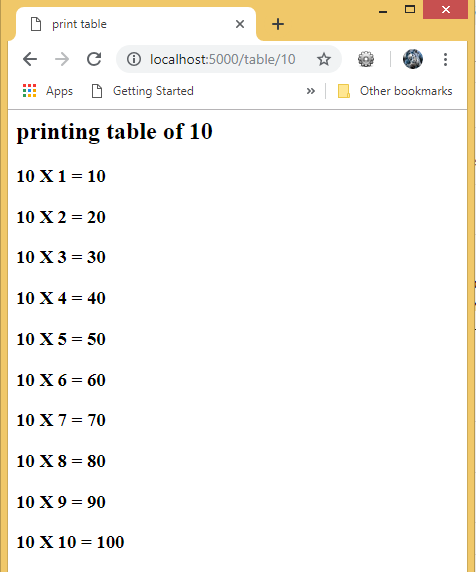 print table
localhost:5000/table/10
Apps Getting Started » Other bookmarks
printing table of 10
10 X 1 = 10
10 X 2 = 20
10 X 3 = 30
10 X 4 = 40
10 X 5 = 50
10 X 6 = 60
10 X 7 = 70
10 X 8 = 80
10 X 9 = 90
10 X 10 = 100